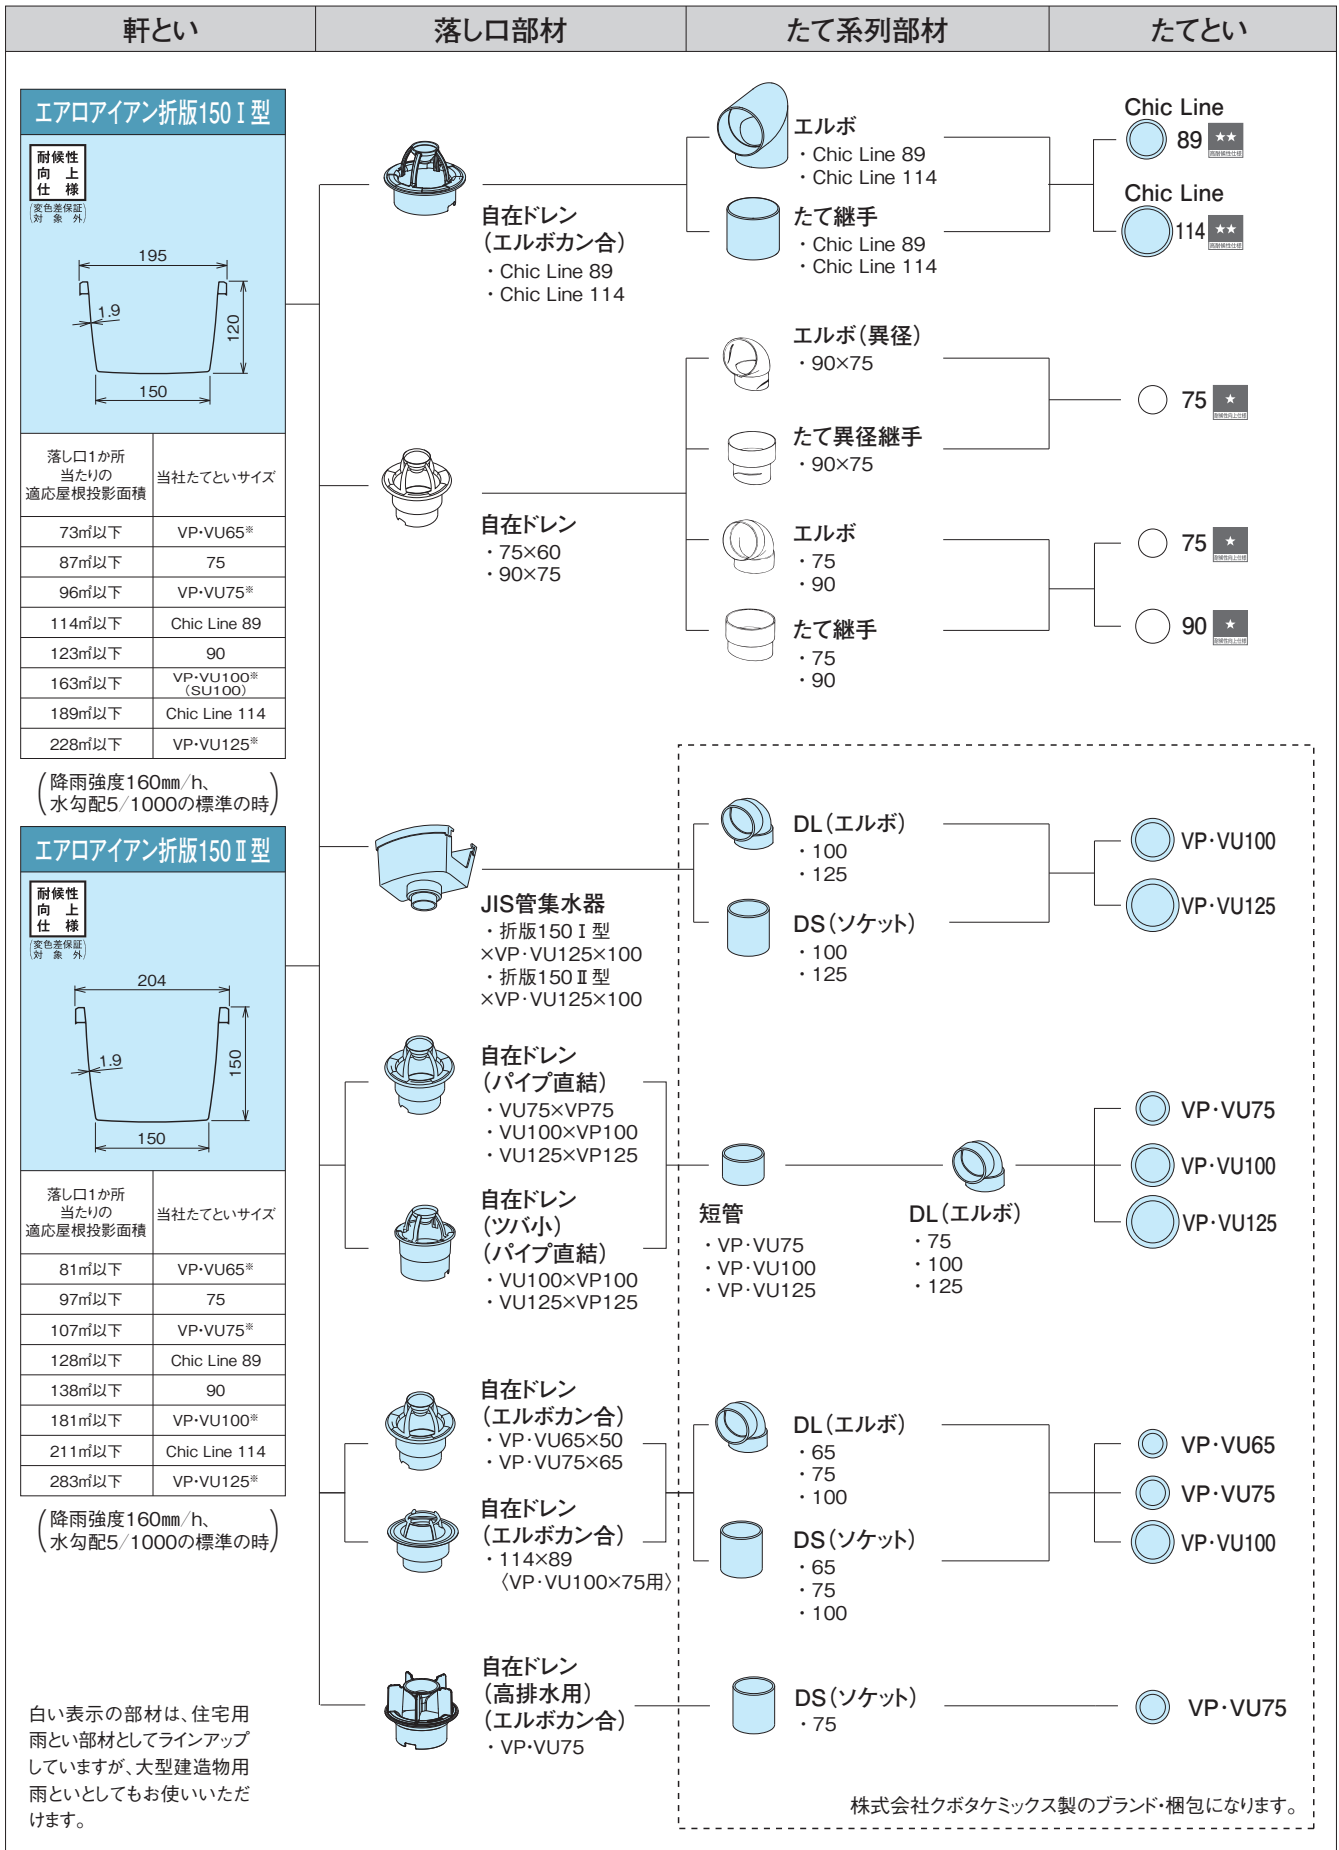 軒とい
落し口部材
たて系列部材
たてとい
エアロアイアン折版150Ⅰ型
耐候性
向上
仕様
(変色差保証
対象外)
195
1.9
120
150
落し口1か所
当たりの
適応屋根投影面積
当社たてといサイズ
73㎡以下 VP・VU65※
87㎡以下 75
96㎡以下 VP・VU75※
114㎡以下 Chic Line 89
123㎡以下 90
163㎡以下 VP・VU100※
(SU100)
189㎡以下 Chic Line 114
228㎡以下 VP・VU125※
(降雨強度160㎜/h、
水勾配5/1000の標準の時)
エアロアイアン折版150Ⅱ型
耐候性
向上
仕様
(変色差保証
対象外)
204
1.9
150
150
落し口1か所
当たりの
適応屋根投影面積
当社たてといサイズ
81㎡以下 VP・VU65※
97㎡以下 75
107㎡以下 VP・VU75※
128㎡以下 Chic Line 89
138㎡以下 90
181㎡以下 VP・VU100※
211㎡以下 Chic Line 114
283㎡以下 VP・VU125※
(降雨強度160㎜/h、
水勾配5/1000の標準の時)
白い表示の部材は、住宅用
雨とい部材としてラインアップ
していますが、大型建造物用
雨といとしてもお使いいただ
けます。
自在ドレン
(エルボカン合)
・Chic Line 89
・Chic Line 114
エルボ
・Chic Line 89
・Chic Line 114
たて継手
・Chic Line 89
・Chic Line 114
Chic Line
89 ★★
高耐候性仕様
Chic Line
114 ★★
高耐候性仕様
自在ドレン
・75×60
・90×75
エルボ(異径)
・90×75
たて異径継手
・90×75
75 ★
耐候性向上仕様
エルボ
・75
・90
たて継手
・75
・90
75 ★
耐候性向上仕様
90 ★
耐候性向上仕様
JIS管集水器
・折版150Ⅰ型
×VP・VU125×100
・折版150Ⅱ型
×VP・VU125×100
DL(エルボ)
・100
・125
DS(ソケット)
・100
・125
VP・VU100
VP・VU125
自在ドレン
(パイプ直結)
・VU75×VP75
・VU100×VP100
・VU125×VP125
自在ドレン
(ツバ小)
(パイプ直結)
・VU100×VP100
・VU125×VP125
短管
・VP・VU75
・VP・VU100
・VP・VU125
DL(エルボ)
・75
・100
・125
VP・VU75
VP・VU100
VP・VU125
自在ドレン
(エルボカン合)
・VP・VU65×50
・VP・VU75×65
自在ドレン
(エルボカン合)
・114×89
〈VP・VU100×75用〉
DL(エルボ)
・65
・75
・100
DS(ソケット)
・65
・75
・100
VP・VU65
VP・VU75
VP・VU100
自在ドレン
(高排水用)
(エルボカン合)
・VP・VU75
DS(ソケット)
・75
VP・VU75
株式会社クボタケミックス製のブランド・梱包になります。